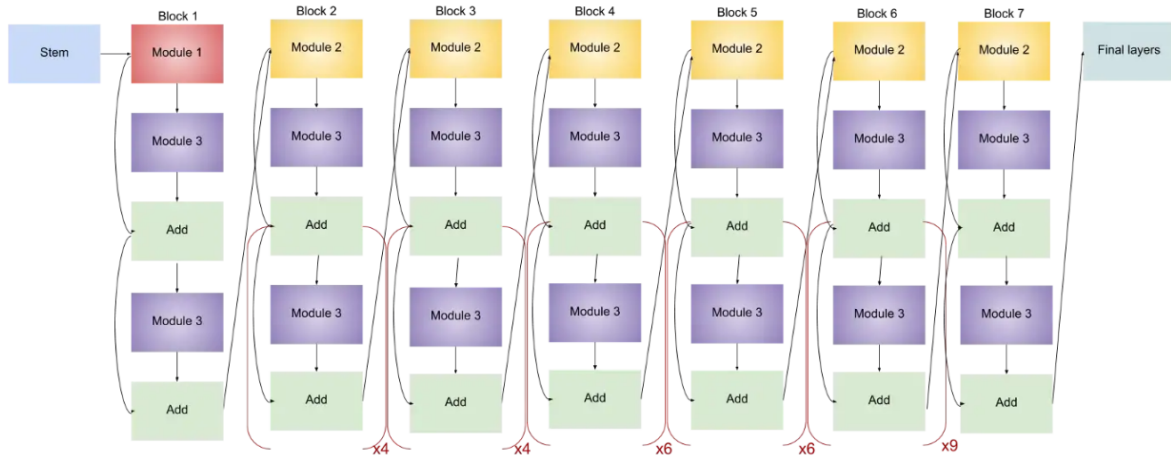 Block 1
Block 2
Block 3
Block 4
Block 5
Block 6
Block 7
Stem
Module 1
Module 2
Module 2
Module 2
Module 2
Module 2
Module 2
Final layers
Module 3
Module 3
Module 3
Module 3
Module 3
Module 3
Module 3
Add
Add
Add
Add
Add
Add
Add
Module 3
Module 3
Module 3
Module 3
Module 3
Module 3
Module 3
Add
Add
Add
Add
Add
Add
Add
x4
x4
x6
x6
x9